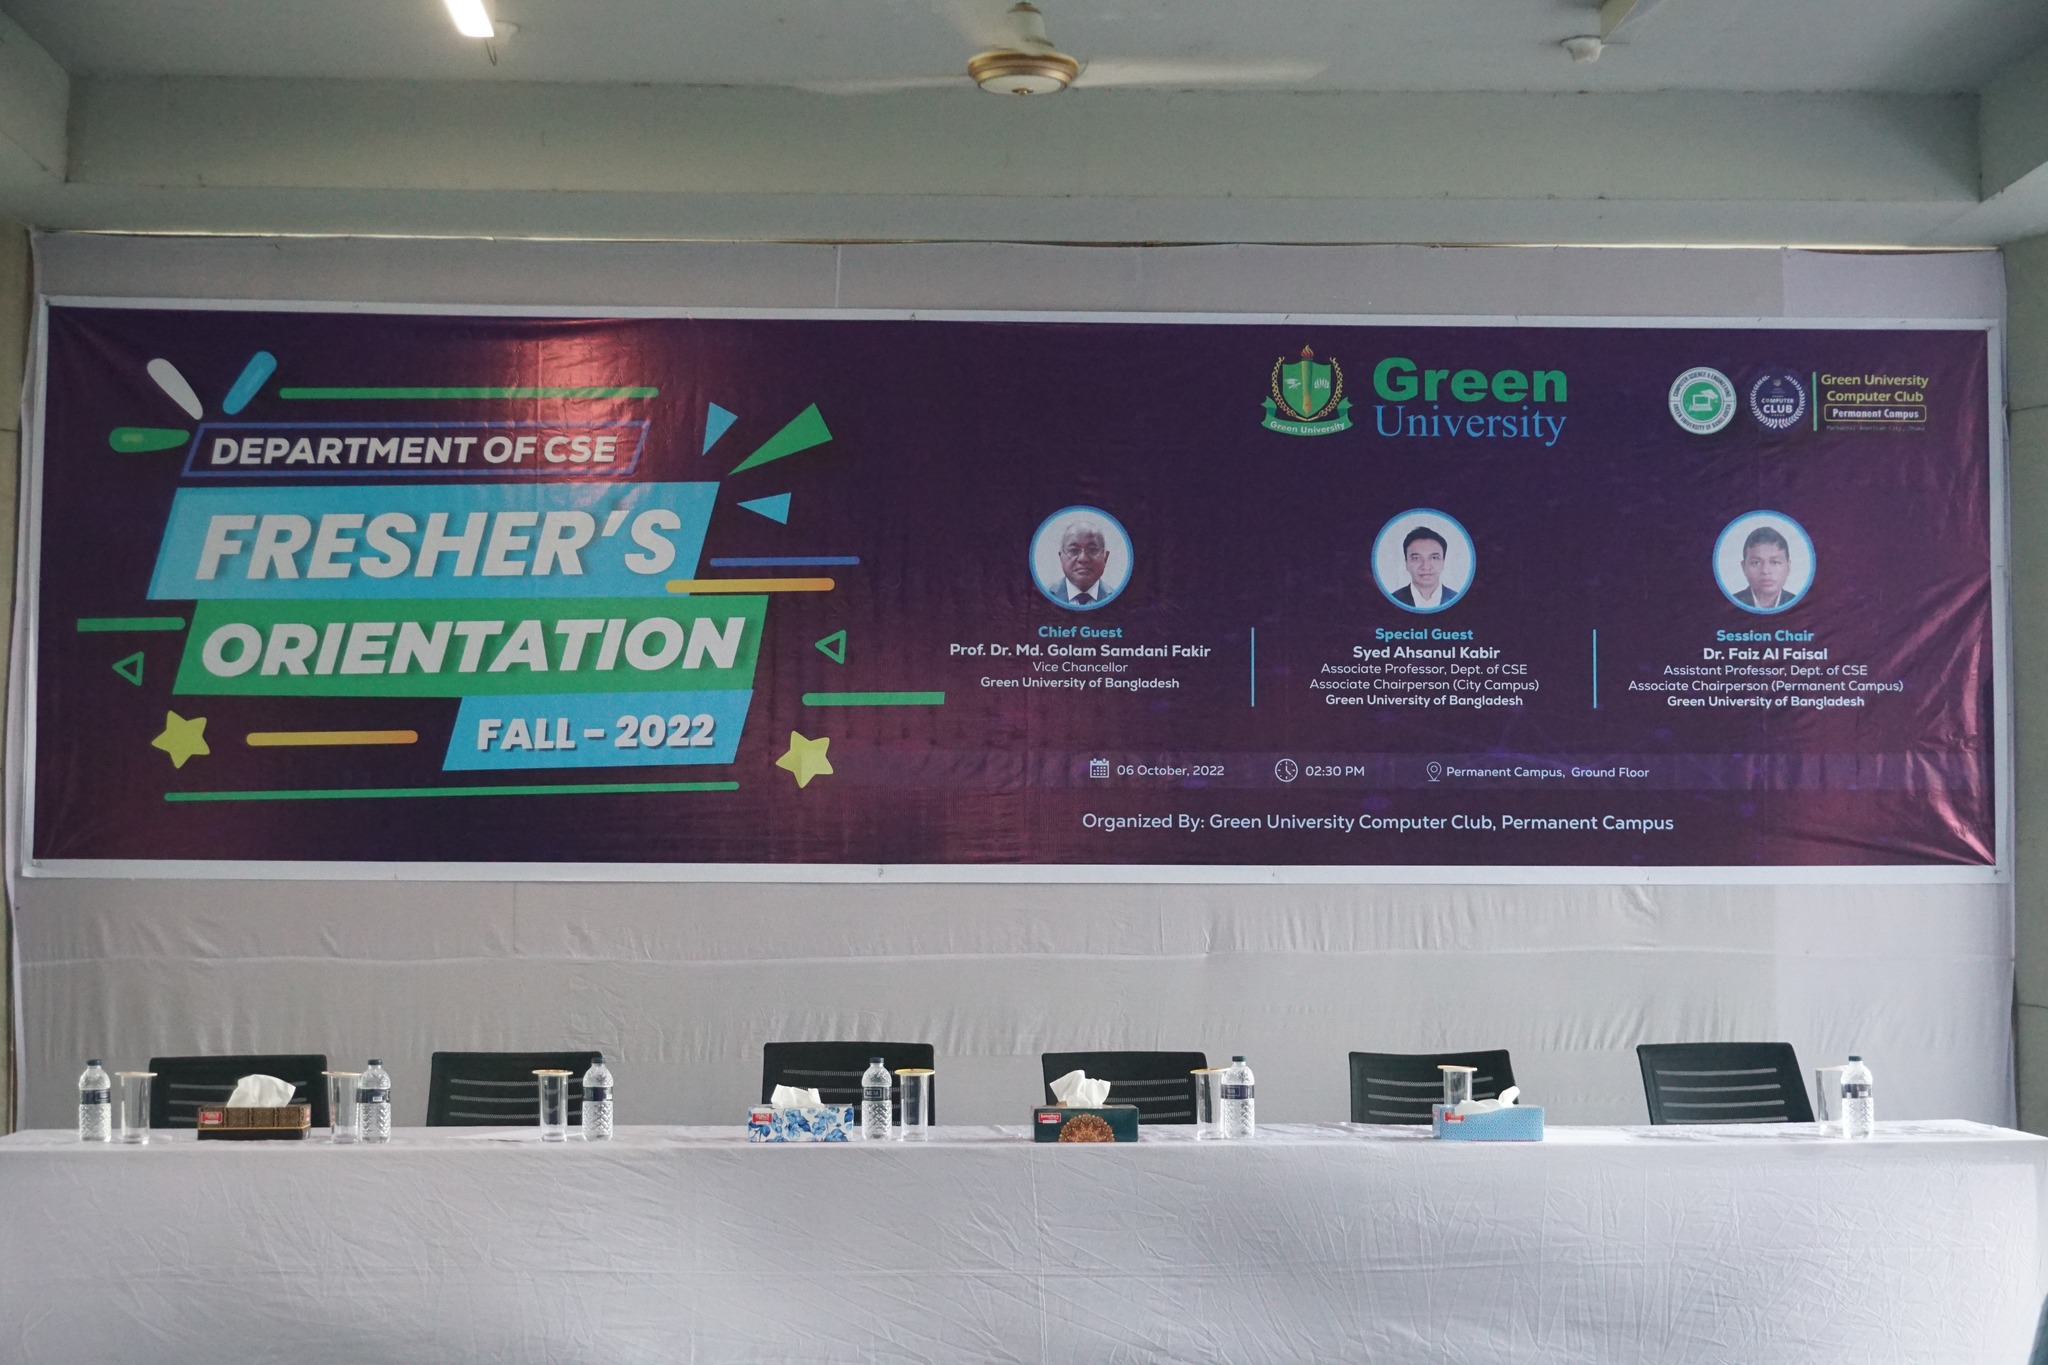 DEPARTMENT OF CSE
FRESHER'S
ORIENTATION
FALL – 2022
Green University
Green
University
COMPUTER
CLUB
Green University
Computer Club
Permanent Campus
Chief Guest
Prof. Dr. Md. Golam Samdani Fakir
Vice Chancellor
Green University of Bangladesh
Special Guest
Syed Ahsanul Kabir
Associate Professor, Dept. of CSE
Associate Chairperson (City Campus)
Green University of Bangladesh
Session Chair
Dr. Faiz Al Faisal
Assistant Professor, Dept. of CSE
Associate Chairperson (Permanent Campus)
Green University of Bangladesh
06 October, 2022
02:30 PM
Permanent Campus, Ground Floor
Organized By: Green University Computer Club, Permanent Campus